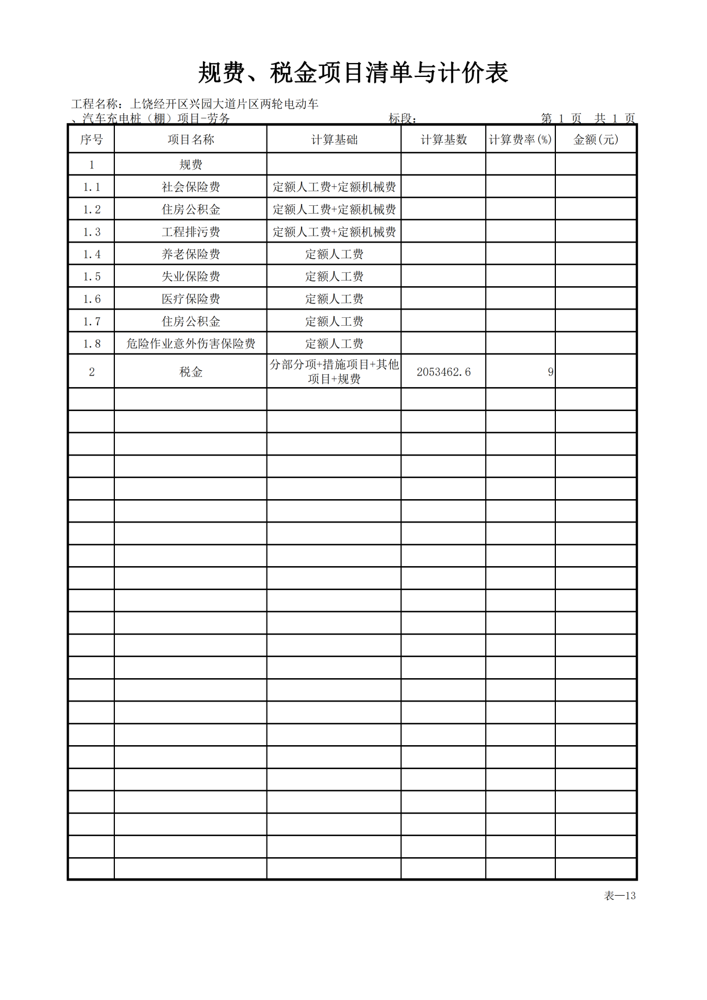 规费、税金项目清单与计价表
工程名称：上饶经开区兴园大道片区两轮电动车
、汽车充电桩（棚）项目-劳务 标段： 第 1 页 共 1 页
序号 项目名称 计算基础 计算基数 计算费率(%) 金额(元)
1 规费
1.1 社会保险费 定额人工费+定额机械费
1.2 住房公积金 定额人工费+定额机械费
1.3 工程排污费 定额人工费+定额机械费
1.4 养老保险费 定额人工费
1.5 失业保险费 定额人工费
1.6 医疗保险费 定额人工费
1.7 住房公积金 定额人工费
1.8 危险作业意外伤害保险费 定额人工费
2 税金 分部分项+措施项目+其他
项目+规费 2053462.6 9
表—13